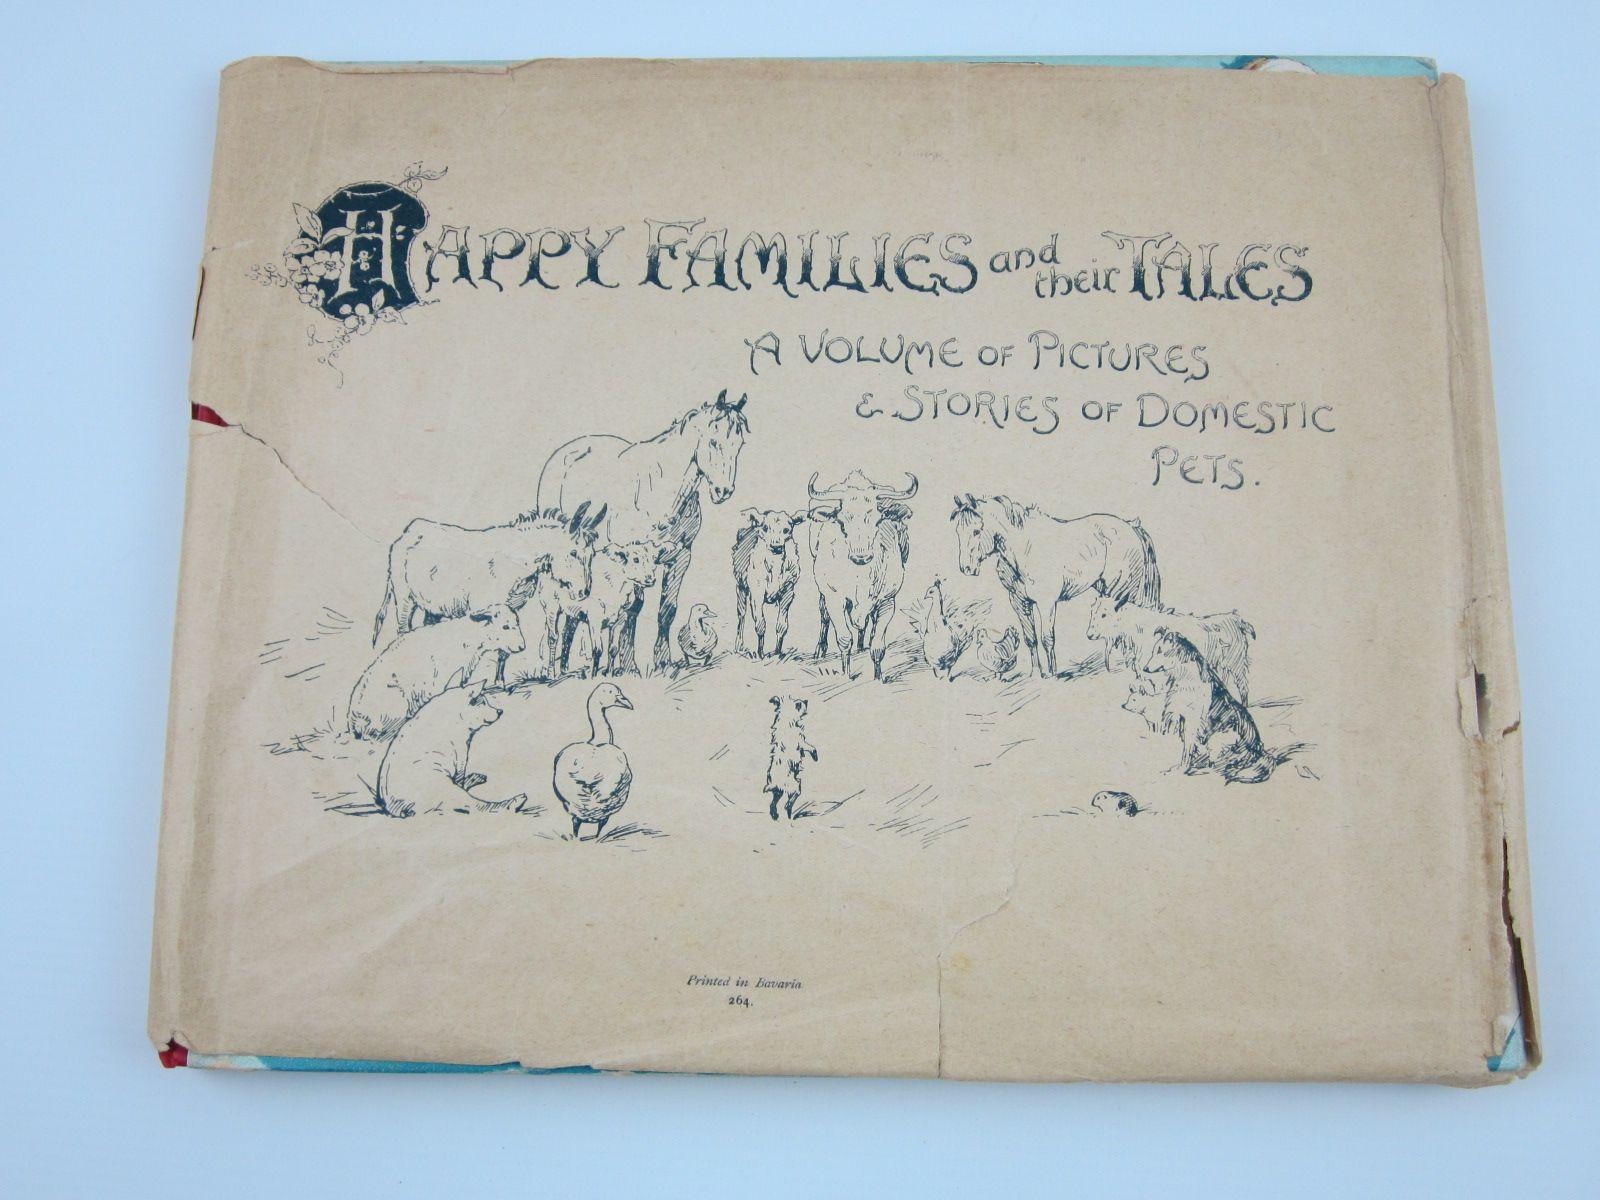 HAPPY FAMILIES and their TALES
A VOLUME OF PICTURES
& STORIES OF DOMESTIC
PETS.
Printed in Bavaria
264.